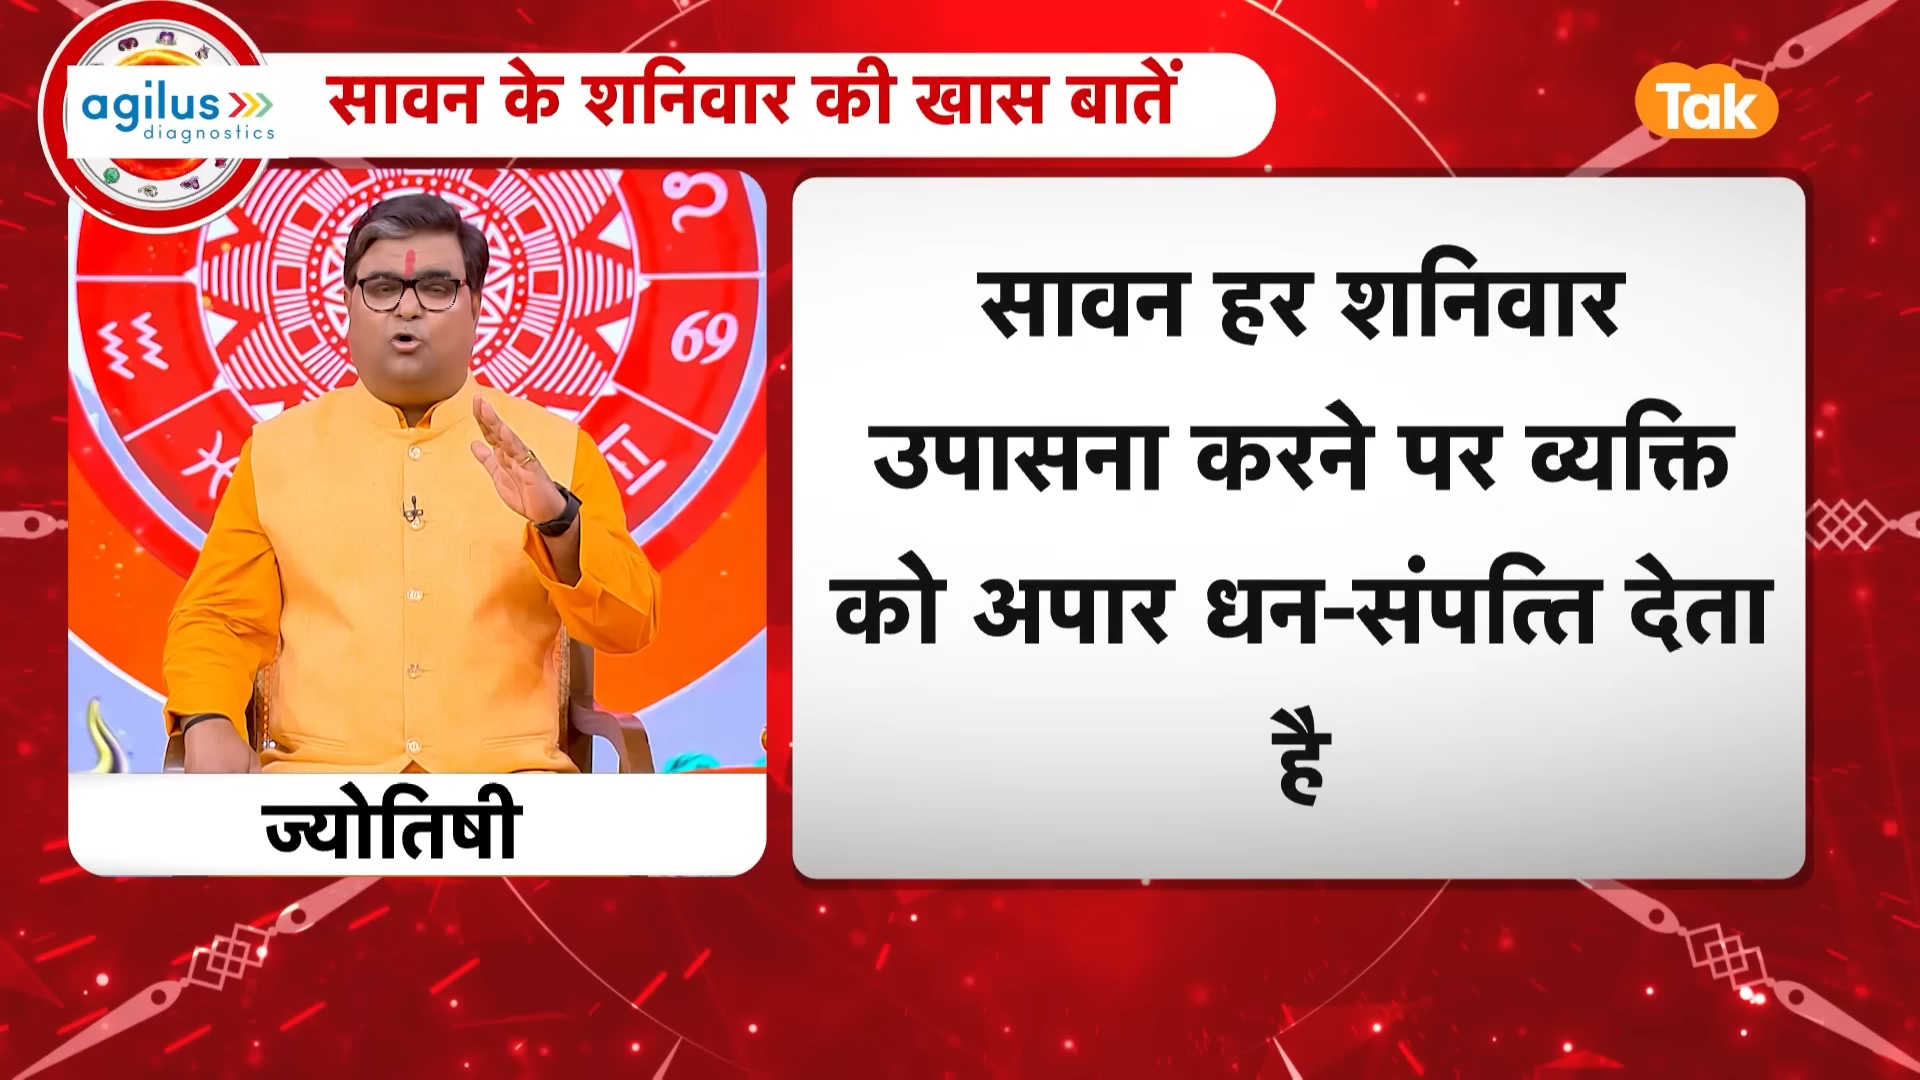 agilus
diagnostics
सावन के शनिवार की खास बातें
Tak
सावन हर शनिवार
उपासना करने पर व्यक्ति
को अपार धन-संपत्ति देता
है
ज्योतिषी